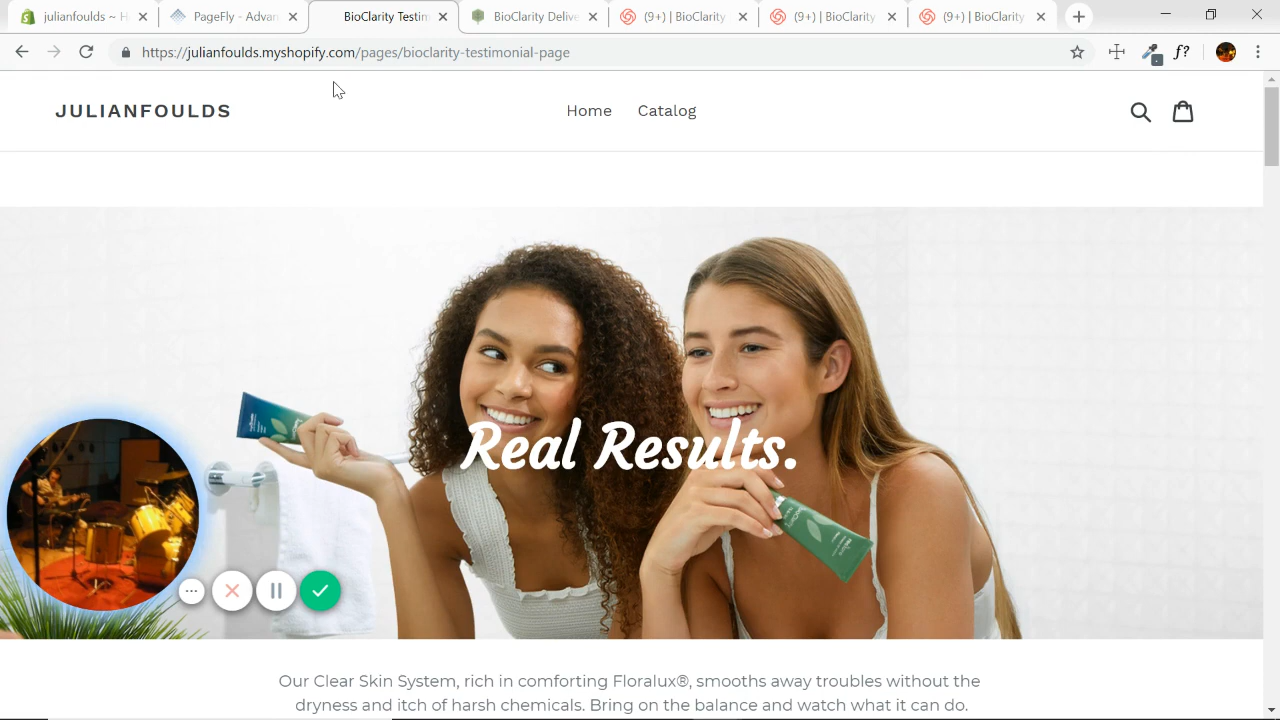 julianfoulds ~ H
PageFly - Advan
BioClarity Testim
BioClarity Delive
(9+) | BioClarity
(9+) | BioClarity
(9+) | BioClarity
https://julianfoulds.myshopify.com/pages/bioclarity-testimonial-page
f?
JULIANFOULDS
Home
Catalog
Real Results.
Our Clear Skin System, rich in comforting Floralux®, smooths away troubles without the
dryness and itch of harsh chemicals. Bring on the balance and watch what it can do.